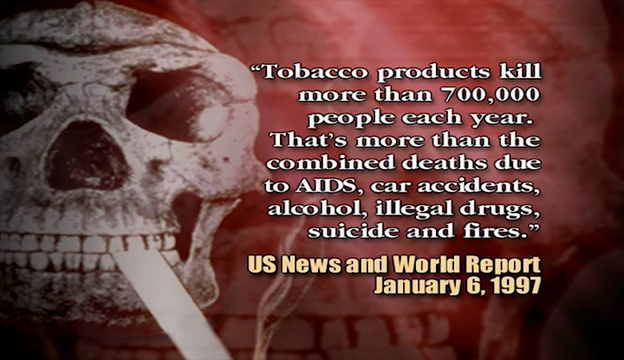 “Tobacco products kill
more than 700,000
people each year.
That’s more than the
combined deaths due
to AIDS, car accidents,
alcohol, illegal drugs,
suicide and fires.”
US News and World Report
January 6, 1997